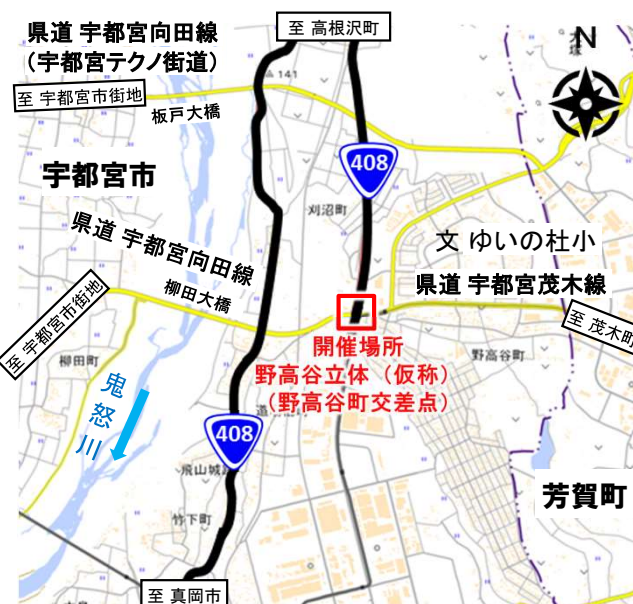 県道 宇都宮向田線
（宇都宮テクノ街道）
至 高根沢町
N
141
至 宇都宮市街地
板戸大橋
宇都宮市
408
刈沼町
文 ゆいの杜小
県道 宇都宮向田線
県道 宇都宮茂木線
柳田大橋
至 宇都宮市街地
至 茂木町
開催場所
野高谷立体（仮称）
（野高谷町交差点）
野高谷町
柳田町
鬼怒川
408
芳賀町
飛山城跡
竹下町
至 真岡市